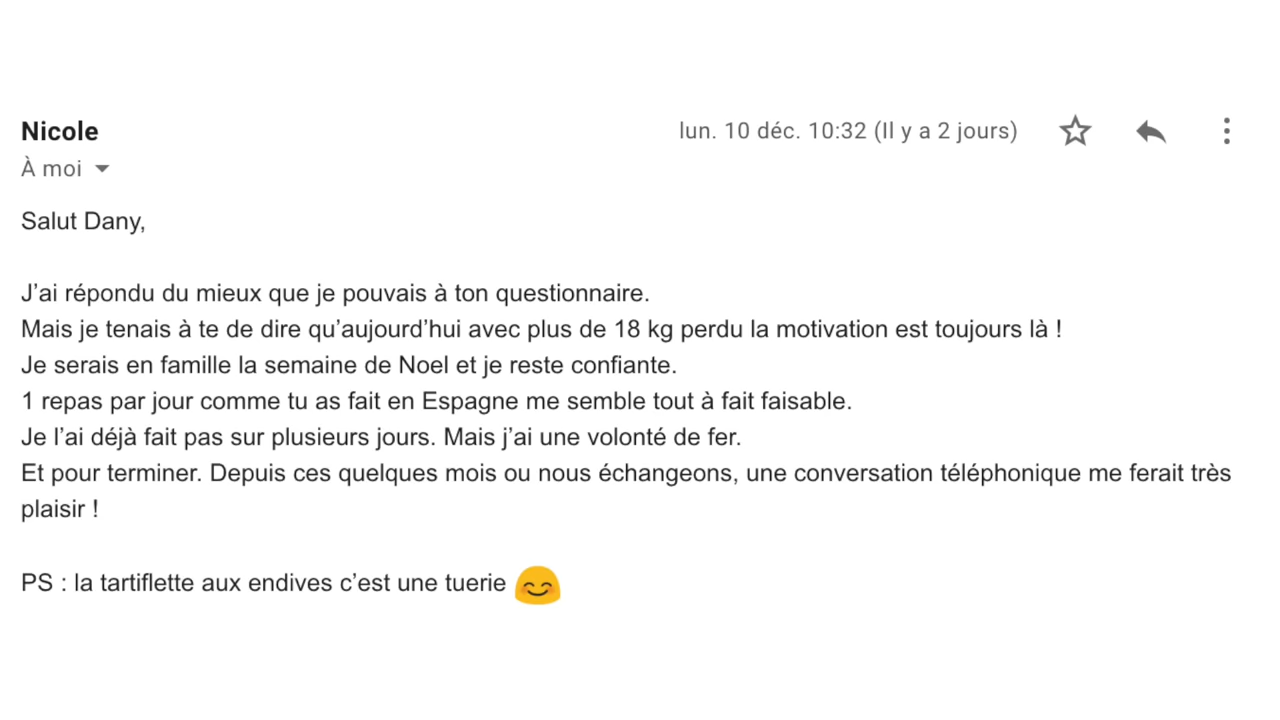 Nicole
lun. 10 déc. 10:32 (Il y a 2 jours)
À moi
Salut Dany,
J’ai répondu du mieux que je pouvais à ton questionnaire.
Mais je tenais à te de dire qu’aujourd’hui avec plus de 18 kg perdu la motivation est toujours là !
Je serais en famille la semaine de Noel et je reste confiante.
1 repas par jour comme tu as fait en Espagne me semble tout à fait faisable.
Je l’ai déjà fait pas sur plusieurs jours. Mais j’ai une volonté de fer.
Et pour terminer. Depuis ces quelques mois ou nous échangeons, une conversation téléphonique me ferait très
plaisir !
PS : la tartiflette aux endives c’est une tuerie 😊